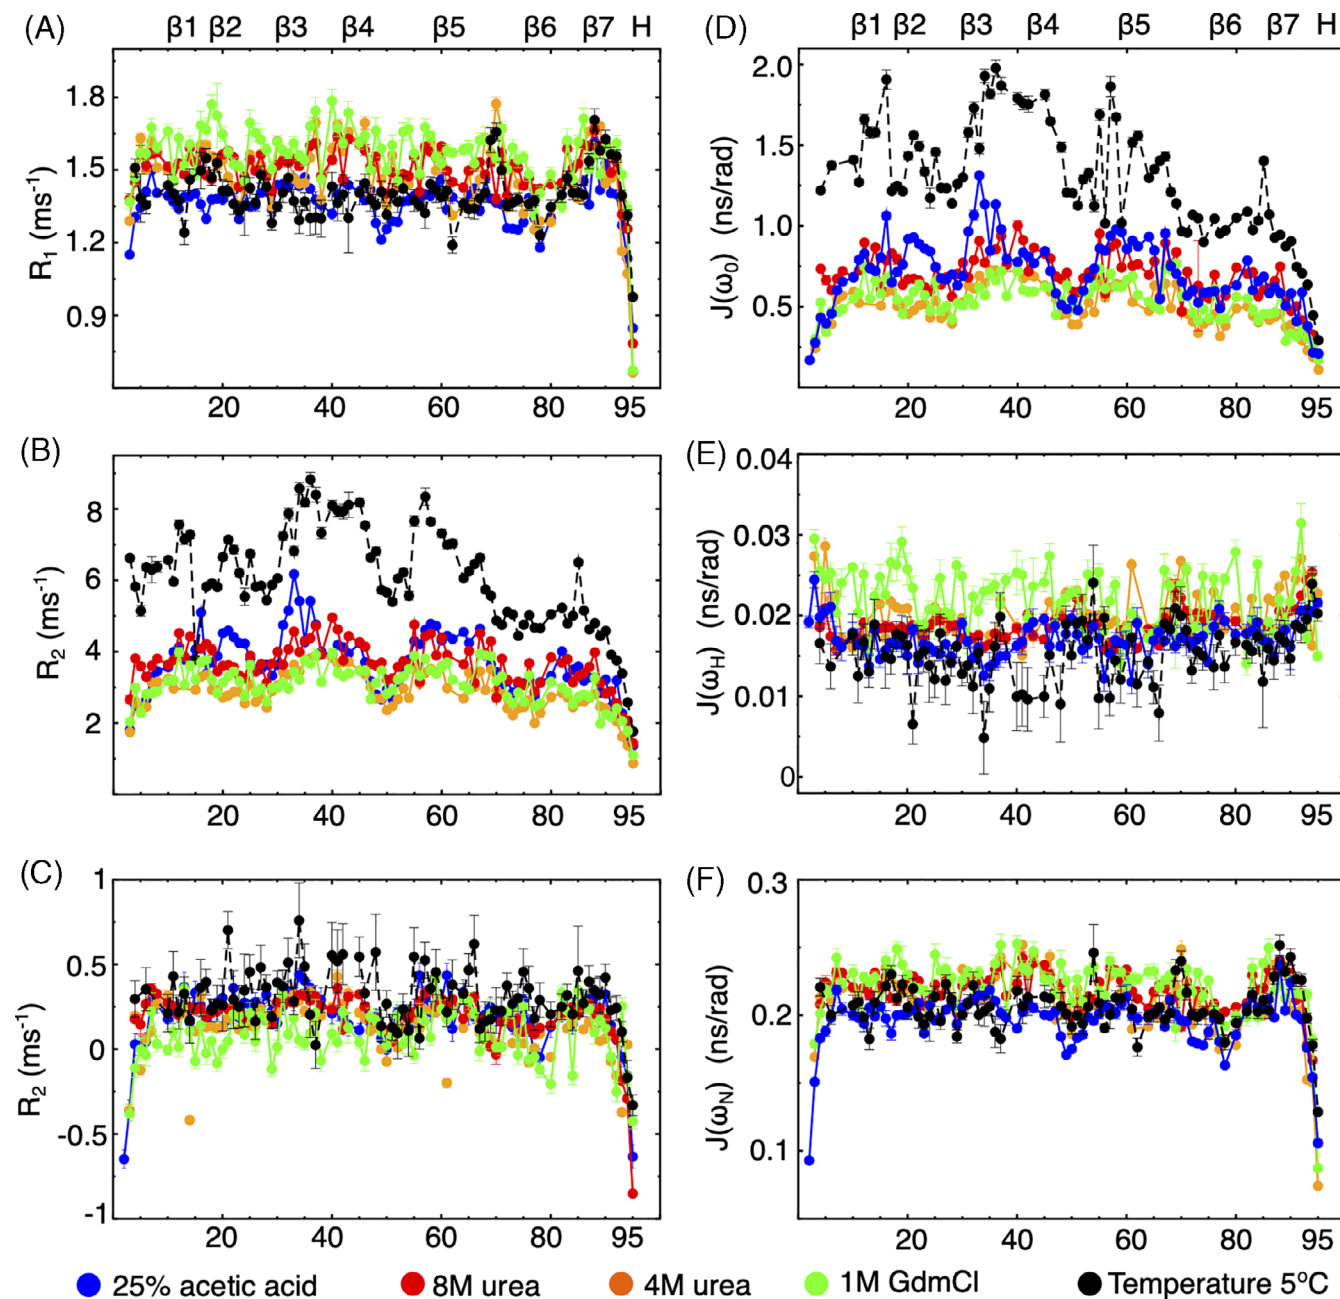 (A) β1 β2 β3 β4 β5 β6 β7 H
R1 (ms-1)
1.8
1.5
1.2
0.9
20 40 60 80 95
(D) β1 β2 β3 β4 β5 β6 β7 H
J(ω0) (ns/rad)
2.0
1.5
1.0
0.5
20 40 60 80 95
(B)
R2 (ms-1)
8
6
4
2
20 40 60 80 95
(E)
J(ωH) (ns/rad)
0.04
0.03
0.02
0.01
0
20 40 60 80 95
(C)
R2 (ms-1)
1
0.5
0
-0.5
-1
20 40 60 80 95
(F)
J(ωN) (ns/rad)
0.3
0.2
0.1
20 40 60 80 95
25% acetic acid 8M urea 4M urea 1M GdmCl Temperature 5ºC